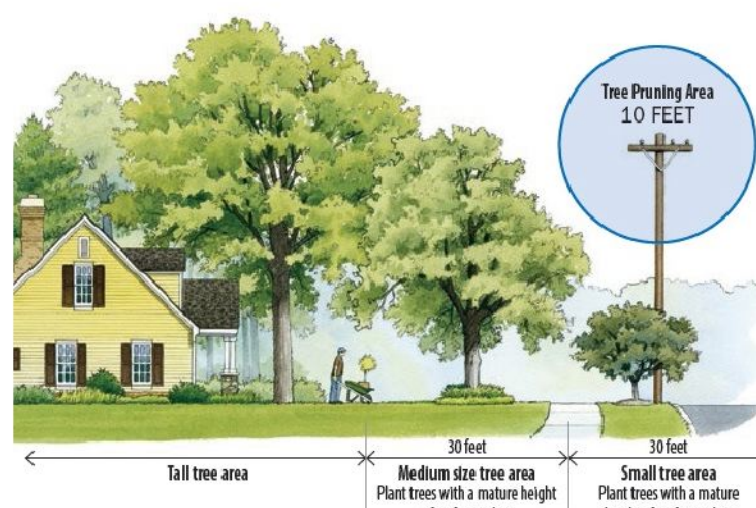 Tree Pruning Area
10 FEET
30 feet
30 feet
Tall tree area
Medium size tree area
Small tree area
Plant trees with a mature height
Plant trees with a mature